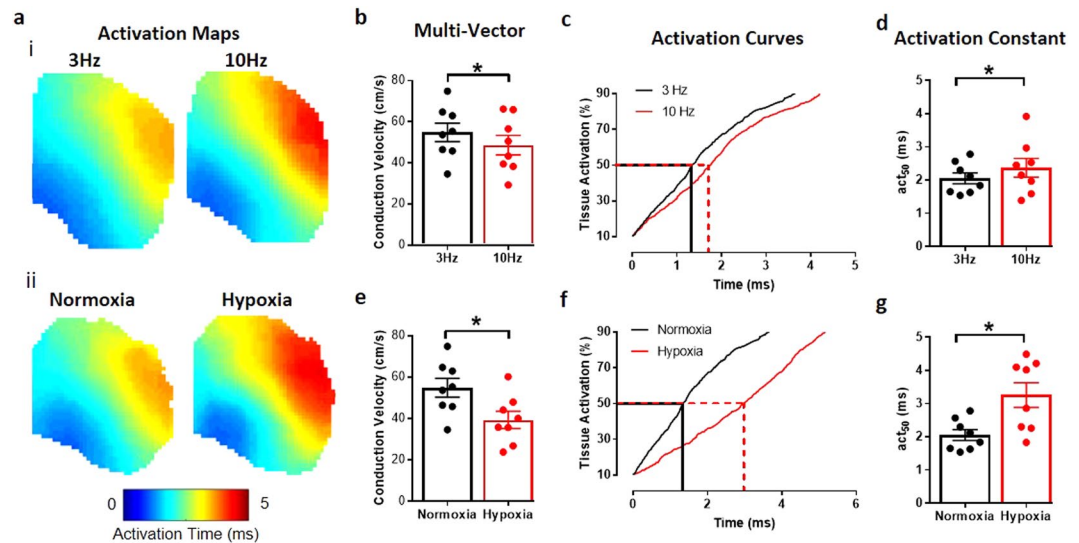 a
i
Activation Maps
3Hz
10Hz
ii
Normoxia
Hypoxia
0
5
Activation Time (ms)
b
Multi-Vector
Conduction Velocity (cm/s)
80
60
40
20
0
*
3Hz
10Hz
c
Activation Curves
Tissue Activation (%)
90
70
50
30
10
3 Hz
10 Hz
0
1
2
3
4
5
Time (ms)
d
Activation Constant
act50 (ms)
5
4
3
2
1
0
*
3Hz
10Hz
e
Conduction Velocity (cm/s)
80
60
40
20
0
*
Normoxia
Hypoxia
f
Tissue Activation (%)
90
70
50
30
10
Normoxia
Hypoxia
0
2
4
6
Time (ms)
g
act50 (ms)
5
4
3
2
1
0
*
Normoxia
Hypoxia